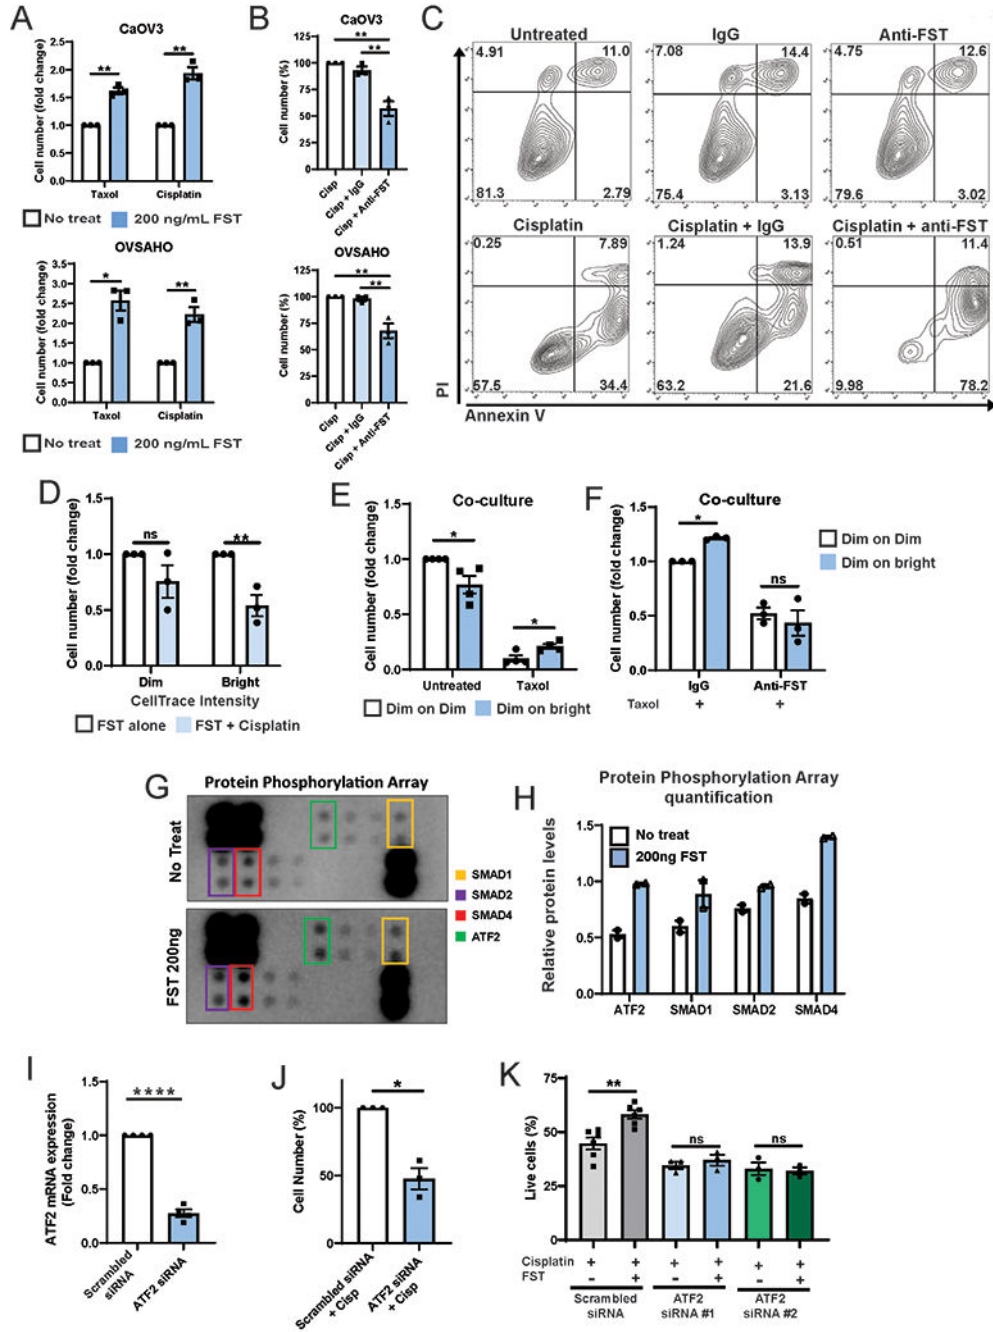 A
CaOV3
Cell number (fold change)
2.5
2.0
1.5
1.0
0.5
0.0
**
**
Taxol
Cisplatin
No treat
200 ng/mL FST
OVSAHO
Cell number (fold change)
3.5
3.0
2.5
2.0
1.5
1.0
0.5
0.0
*
**
Taxol
Cisplatin
No treat
200 ng/mL FST
B
CaOV3
Cell number (%)
125
100
75
50
25
0
**
**
Cisp
Cisp + IgG
Cisp + Anti-FST
OVSAHO
Cell number (%)
125
100
75
50
25
0
**
**
Cisp
Cisp + IgG
Cisp + Anti-FST
C
Untreated
4.91
11.0
81.3
2.79
IgG
7.08
14.4
75.4
3.13
Anti-FST
4.75
12.6
79.6
3.02
Cisplatin
0.25
7.89
57.5
34.4
Cisplatin + IgG
1.24
13.9
63.2
21.6
Cisplatin + anti-FST
0.51
11.4
9.98
78.2
PI
Annexin V
D
Cell number (fold change)
1.5
1.0
0.5
0.0
ns
**
Dim
Bright
CellTrace Intensity
FST alone
FST + Cisplatin
E
Co-culture
Cell number (fold change)
1.5
1.0
0.5
0.0
*
*
Untreated
Taxol
Dim on Dim
Dim on bright
F
Co-culture
Cell number (fold change)
1.5
1.0
0.5
0.0
*
ns
IgG
Anti-FST
Taxol + +
Dim on Dim
Dim on bright
G
Protein Phosphorylation Array
No Treat
FST 200ng
SMAD1
SMAD2
SMAD4
ATF2
H
Protein Phosphorylation Array
quantification
Relative protein levels
1.5
1.0
0.5
0.0
No treat
200ng FST
ATF2
SMAD1
SMAD2
SMAD4
I
ATF2 mRNA expression
(Fold change)
1.5
1.0
0.5
0.0
****
Scrambled
siRNA
ATF2 siRNA
J
Cell Number (%)
100
50
0
*
Scrambled siRNA
+ Cisp
ATF2 siRNA
+ Cisp
K
Live cells (%)
75
50
25
0
**
ns
ns
Cisplatin + + + + + +
FST - + - + - +
Scrambled
siRNA
ATF2
siRNA #1
ATF2
siRNA #2